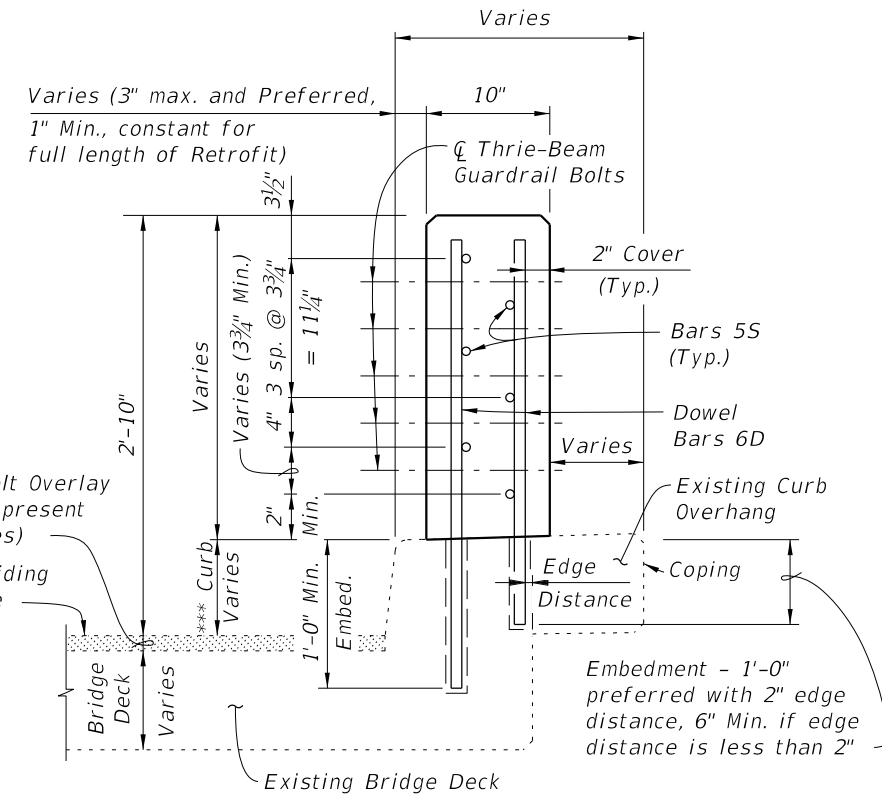 Varies
Varies (3" max. and Preferred,
1" Min., constant for
full length of Retrofit)
10"
℄ Thrie-Beam
Guardrail Bolts
3½"
2" Cover
(Typ.)
2'-10"
Varies
Varies (3¾" Min.)
3 sp. @ 3¾"
= 11¼"
4"
2"
Bars 5S
(Typ.)
Dowel
Bars 6D
Varies
Existing Curb
Overhang
Overlay
present
*** Curb
Varies
1'-0" Min.
Embed.
Min.
Edge
Distance
Coping
Bridge
Deck
Varies
Embedment - 1'-0"
preferred with 2" edge
distance, 6" Min. if edge
distance is less than 2"
Existing Bridge Deck